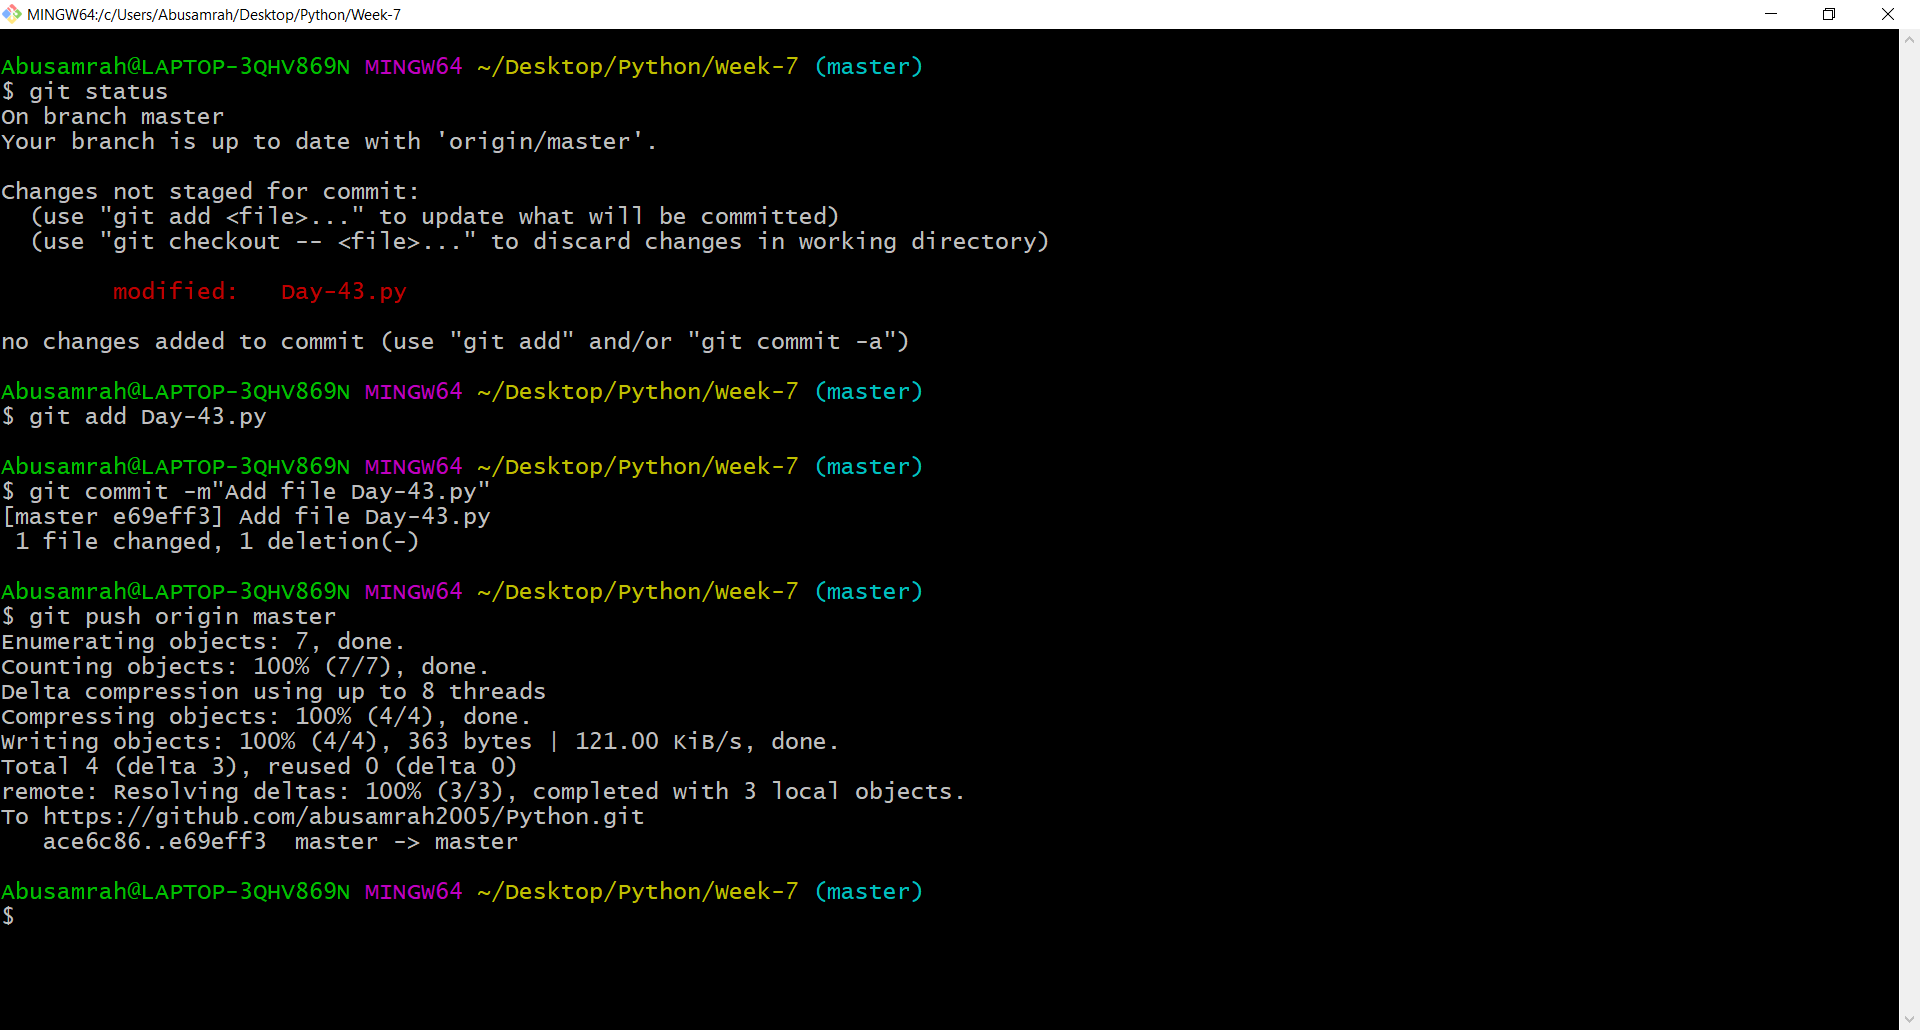 MINGW64:/c/Users/Abusamrah/Desktop/Python/Week-7
Abusamrah@LAPTOP-3QHV869N MINGW64 ~/Desktop/Python/Week-7 (master)
$ git status
On branch master
Your branch is up to date with 'origin/master'.
Changes not staged for commit:
  (use "git add <file>..." to update what will be committed)
  (use "git checkout -- <file>..." to discard changes in working directory)
        modified:   Day-43.py
no changes added to commit (use "git add" and/or "git commit -a")
Abusamrah@LAPTOP-3QHV869N MINGW64 ~/Desktop/Python/Week-7 (master)
$ git add Day-43.py
Abusamrah@LAPTOP-3QHV869N MINGW64 ~/Desktop/Python/Week-7 (master)
$ git commit -m"Add file Day-43.py"
[master e69eff3] Add file Day-43.py
 1 file changed, 1 deletion(-)
Abusamrah@LAPTOP-3QHV869N MINGW64 ~/Desktop/Python/Week-7 (master)
$ git push origin master
Enumerating objects: 7, done.
Counting objects: 100% (7/7), done.
Delta compression using up to 8 threads
Compressing objects: 100% (4/4), done.
Writing objects: 100% (4/4), 363 bytes | 121.00 KiB/s, done.
Total 4 (delta 3), reused 0 (delta 0)
remote: Resolving deltas: 100% (3/3), completed with 3 local objects.
To https://github.com/abusamrah2005/Python.git
   ace6c86..e69eff3  master -> master
Abusamrah@LAPTOP-3QHV869N MINGW64 ~/Desktop/Python/Week-7 (master)
$